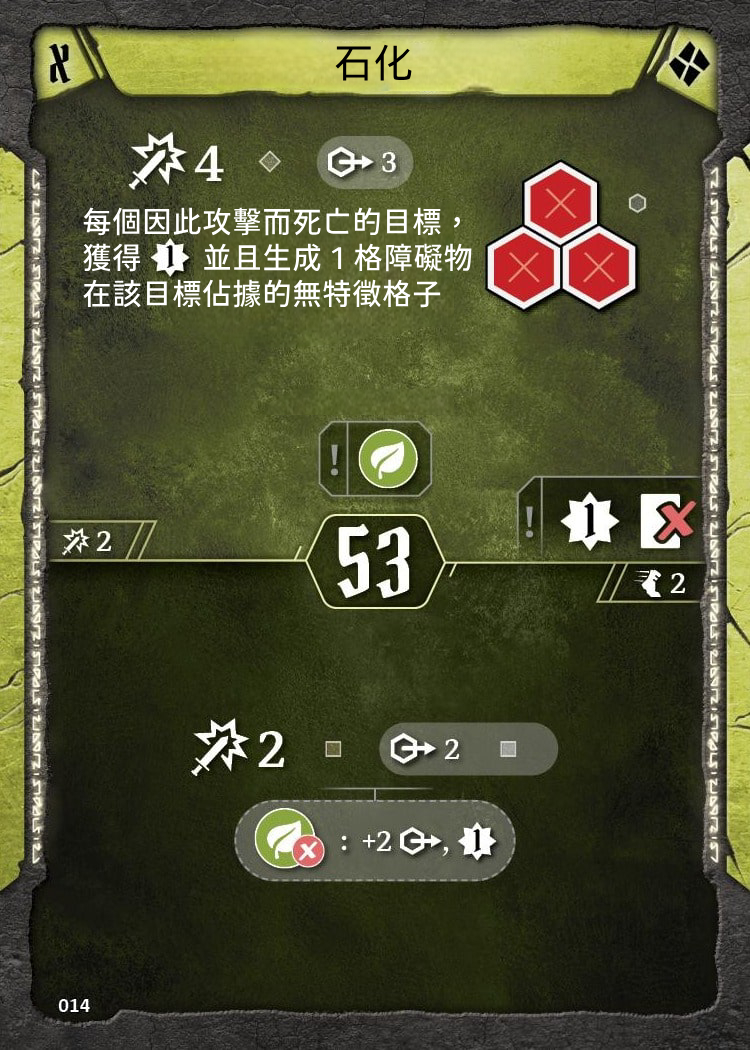 石化
4
3
每個因此攻擊而死亡的目標，
獲得 1 並且生成 1 格障礙物
在該目標佔據的無特徵格子
!
! 1
2
53
2
2
2
: +2 , 1
014